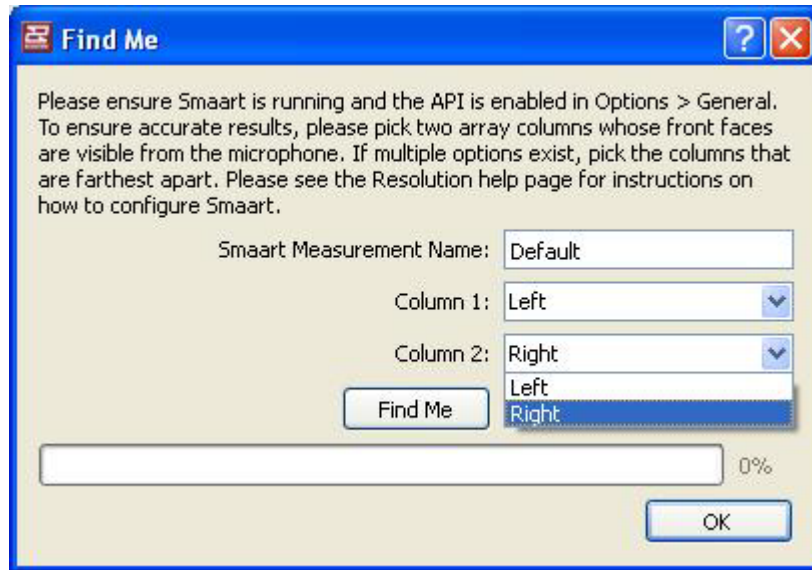 Find Me
Please ensure Smaart is running and the API is enabled in Options > General.
To ensure accurate results, please pick two array columns whose front faces
are visible from the microphone. If multiple options exist, pick the columns that
are farthest apart. Please see the Resolution help page for instructions on
how to configure Smaart.
Smaart Measurement Name: Default
Column 1: Left
Column 2: Right
Left
Find Me Right
0%
OK